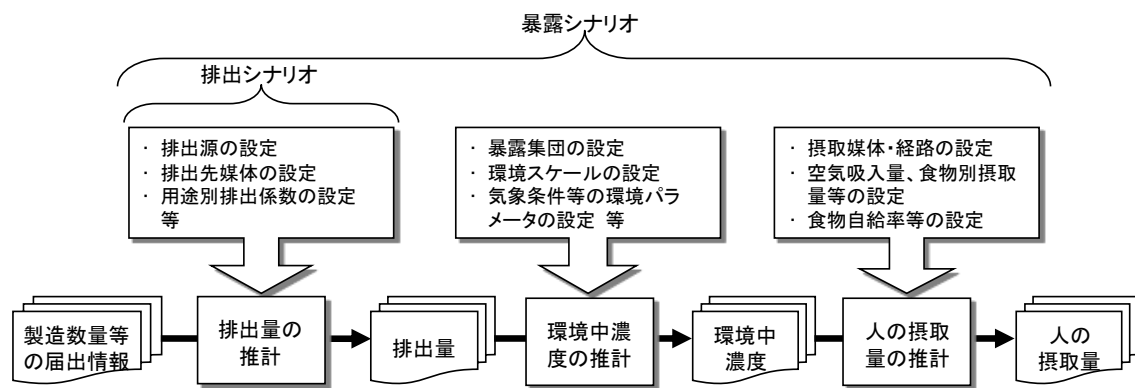 暴露シナリオ
排出シナリオ
・ 排出源の設定
・ 排出先媒体の設定
・ 用途別排出係数の設定
等
・ 暴露集団の設定
・ 環境スケールの設定
・ 気象条件等の環境パラ
メータの設定 等
・ 摂取媒体・経路の設定
・ 空気吸入量、食物別摂取
量等の設定
・ 食物自給率等の設定
製造数量等
の届出情報
排出量の
推計
排出量
環境中濃
度の推計
環境中
濃度
人の摂取
量の推計
人の
摂取量